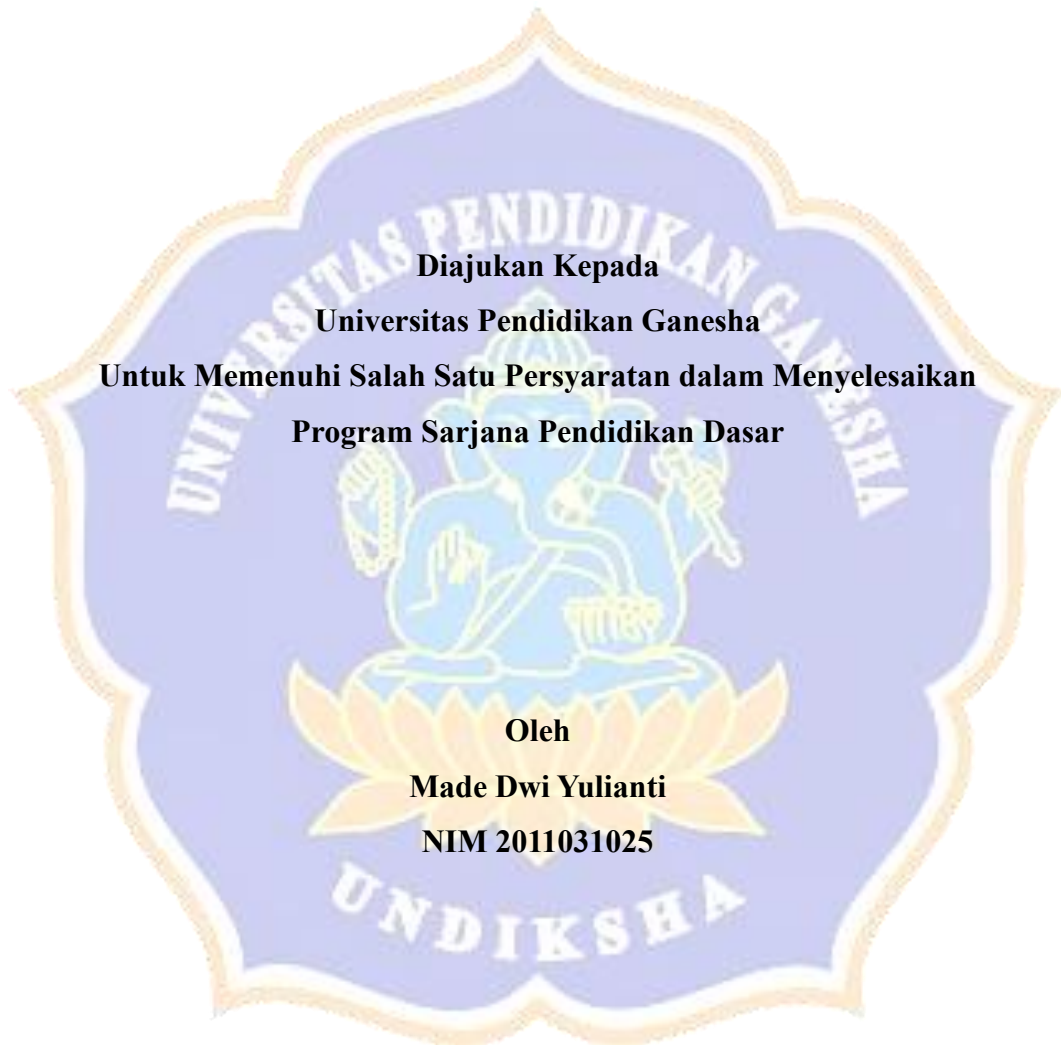 UNIVERSITAS PENDIDIKAN GANESHA
Diajukan Kepada
Universitas Pendidikan Ganesha
Untuk Memenuhi Salah Satu Persyaratan dalam Menyelesaikan
Program Sarjana Pendidikan Dasar
Oleh
Made Dwi Yulianti
NIM 2011031025
UNDIKSHA